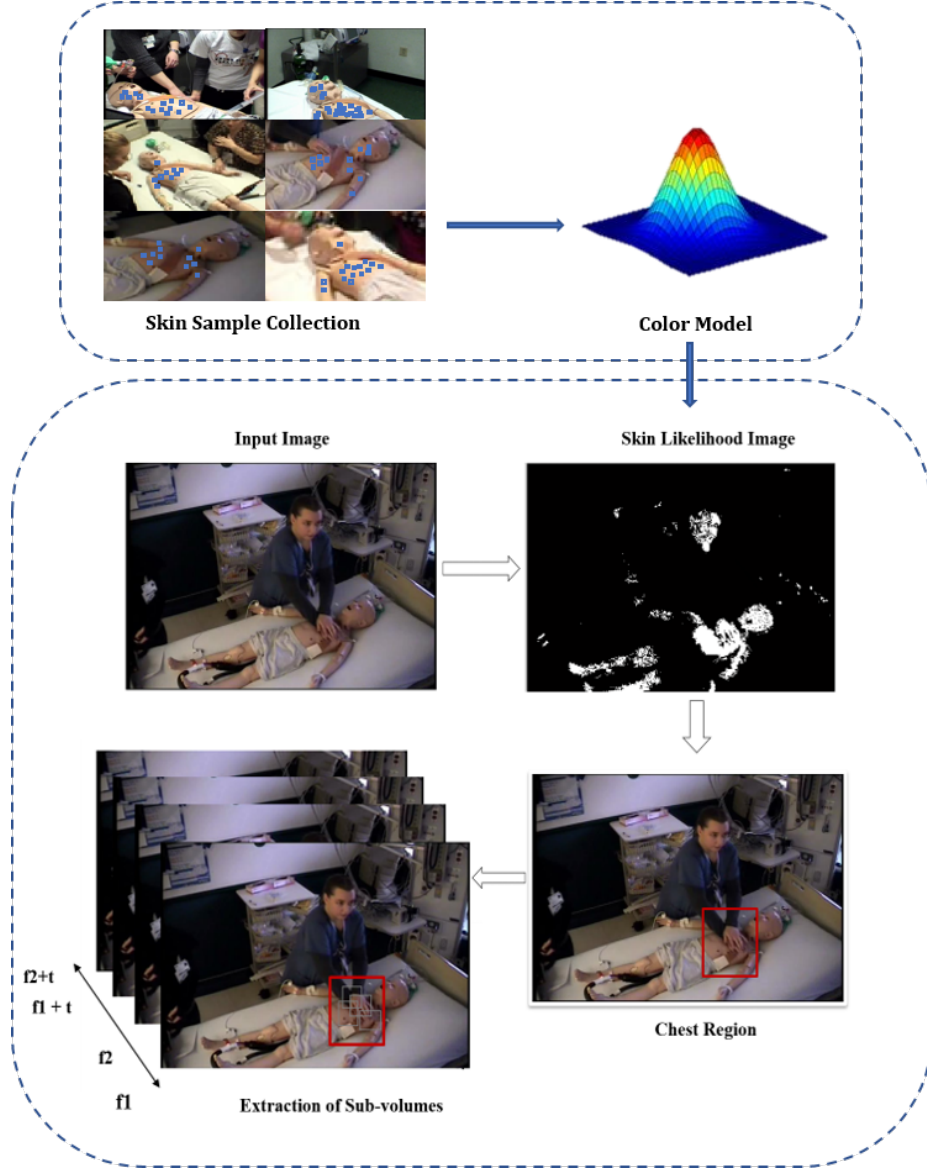 Skin Sample Collection
Color Model
Input Image
Skin Likelihood Image
f2+t
f1 + t
f2
f1
Extraction of Sub-volumes
Chest Region